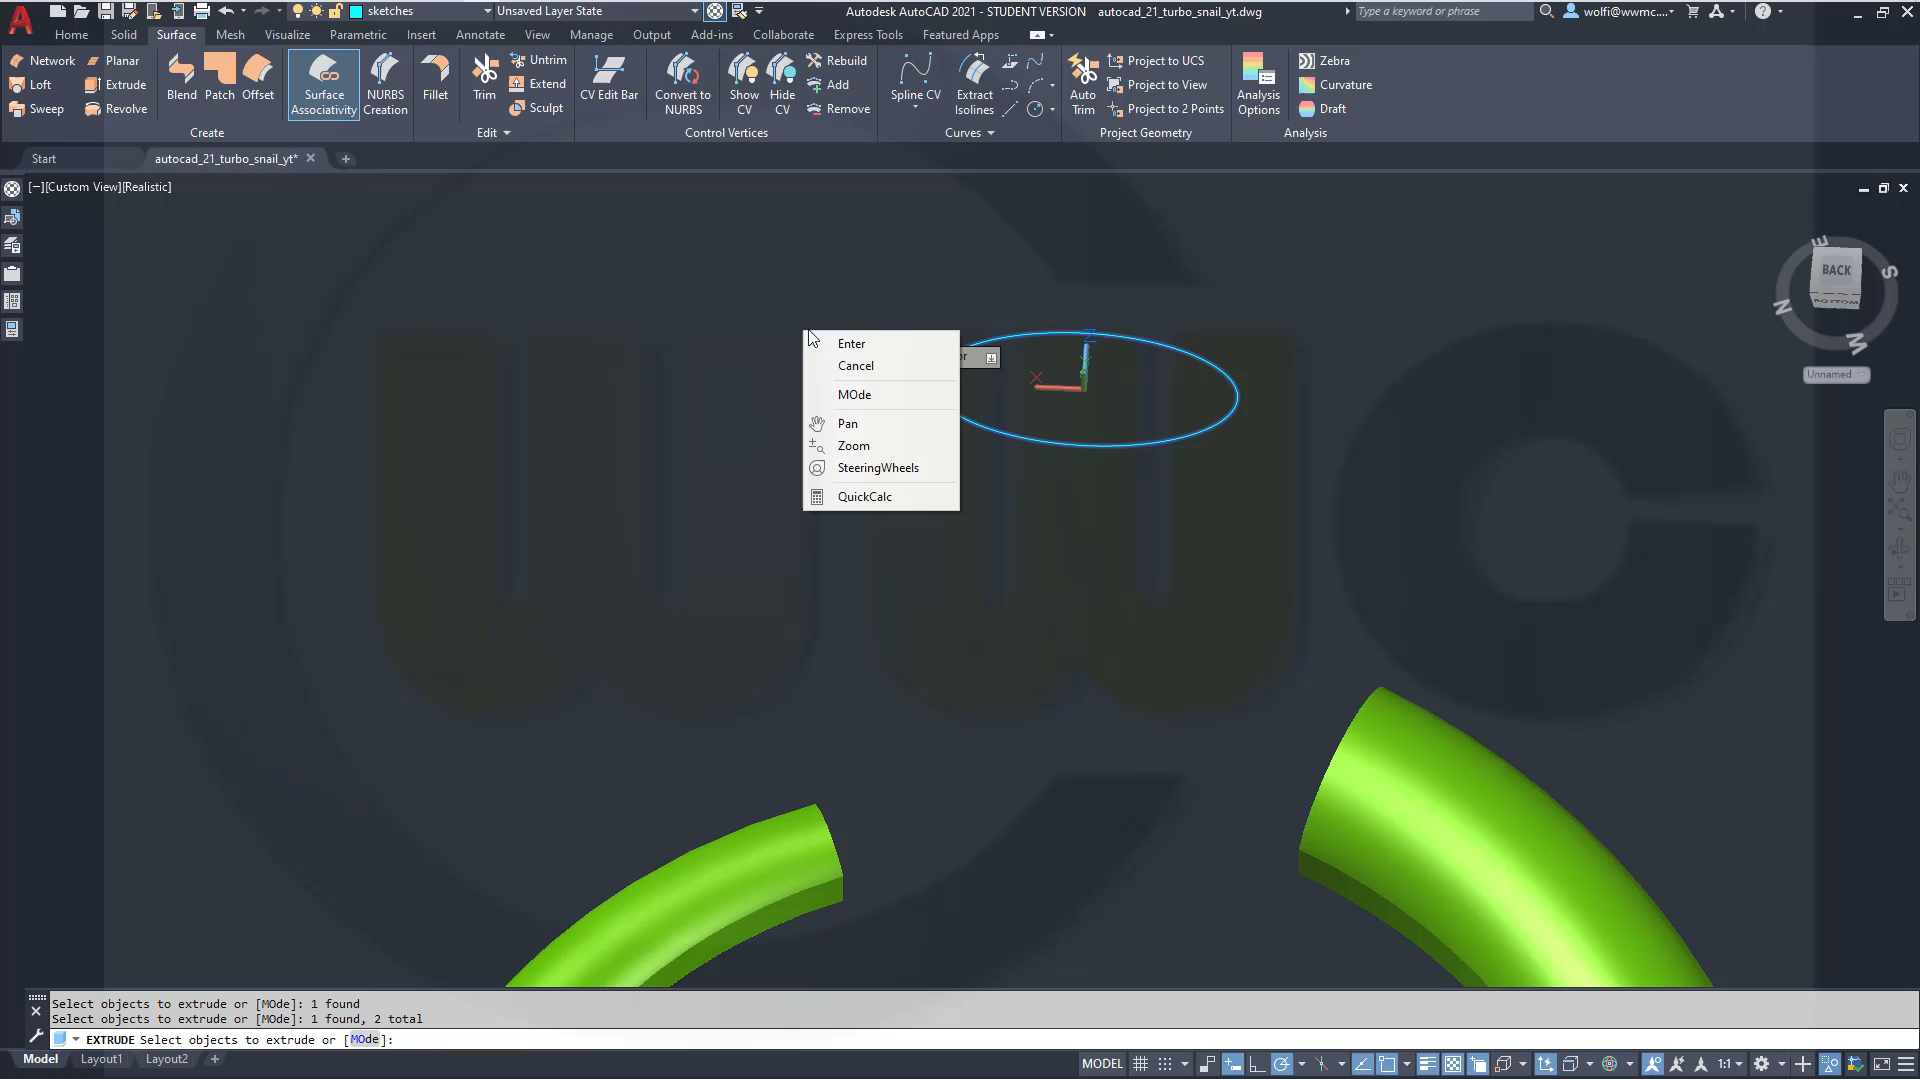 sketches
Unsaved Layer State
Autodesk AutoCAD 2021 - STUDENT VERSION autocad_21_turbo_snail_yt.dwg
Type a keyword or phrase
wolfi@wwmc....
Home Solid Surface Mesh Visualize Parametric Insert Annotate View Manage Output Add-ins Collaborate Express Tools Featured Apps
Network Planar
Loft Extrude
Sweep Revolve
Create
Blend Patch Offset
Surface Associativity
NURBS Creation
Fillet
Trim
Untrim
Extend
Sculpt
Edit
CV Edit Bar
Convert to NURBS
Show CV
Hide CV
Rebuild
Add
Remove
Control Vertices
Spline CV
Extract Isolines
Curves
Auto Trim
Project to UCS
Project to View
Project to 2 Points
Project Geometry
Analysis Options
Zebra
Curvature
Draft
Analysis
Start
autocad_21_turbo_snail_yt*
[−][Custom View][Realistic]
E
S
N
W
BACK
BOTTOM
Unnamed
Enter
Cancel
MOde
Pan
Zoom
SteeringWheels
QuickCalc
or
X
Y
Z
wwc
Select objects to extrude or [MOde]: 1 found
Select objects to extrude or [MOde]: 1 found, 2 total
EXTRUDE Select objects to extrude or [MOde]:
Model Layout1 Layout2
MODEL
1:1